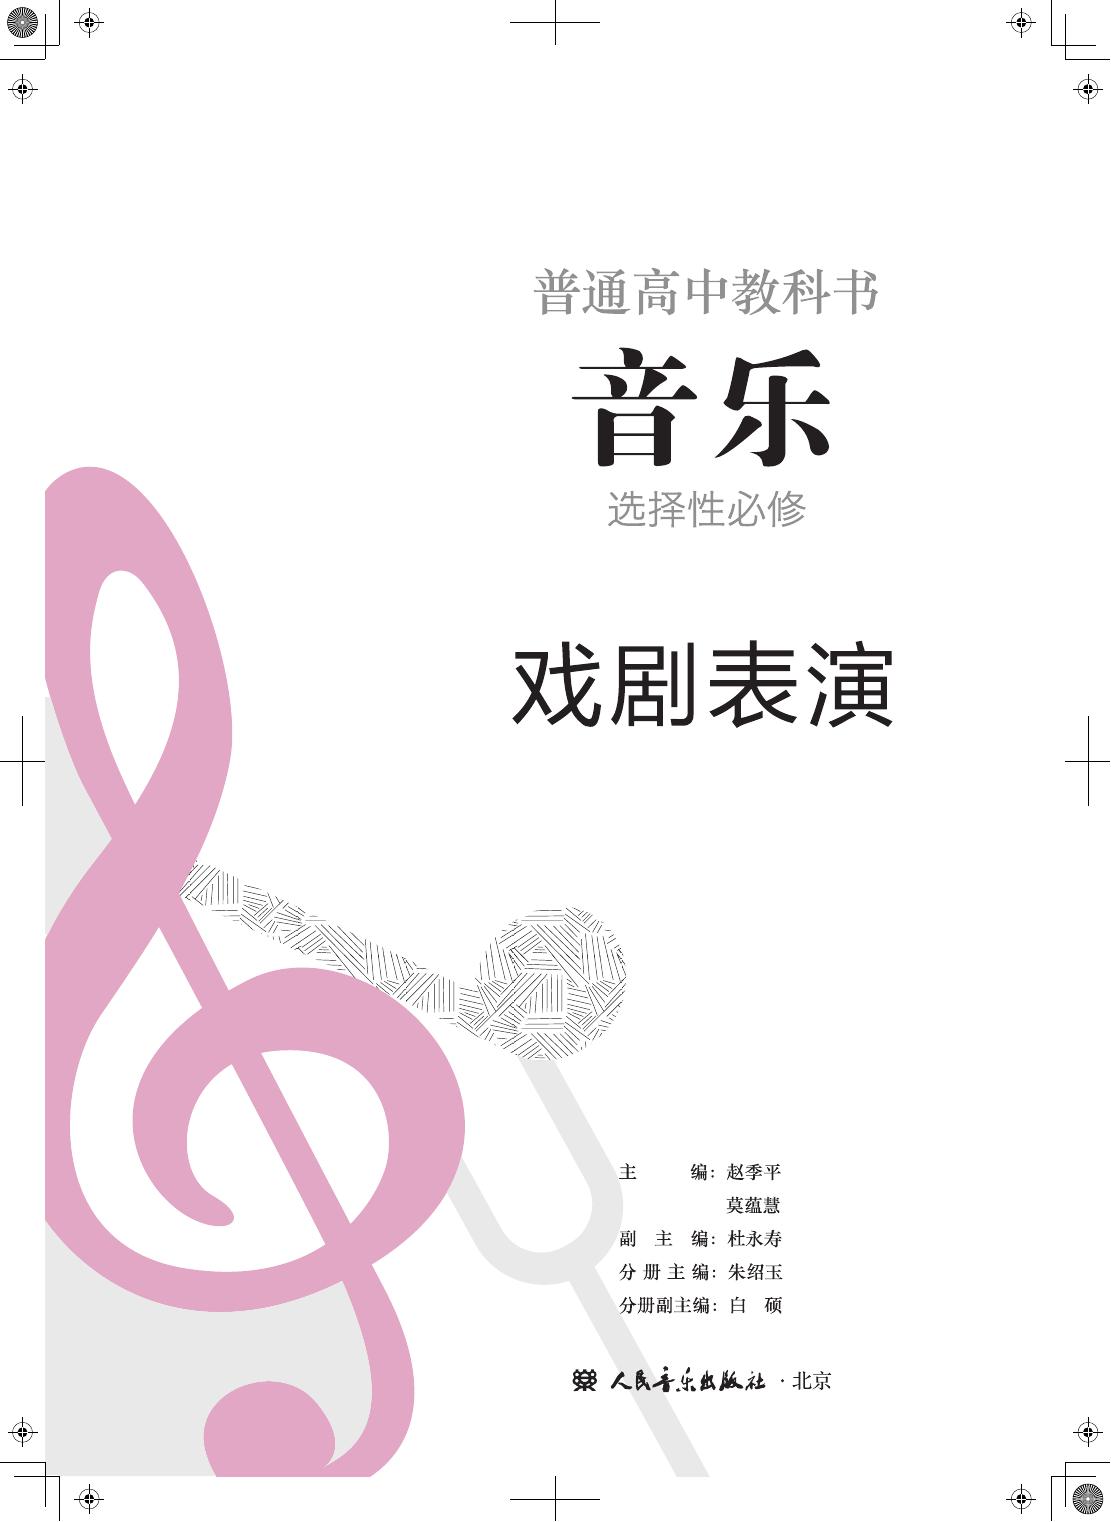 普通高中教科书
音乐
选择性必修
戏剧表演
主 编：赵季平
莫蕴慧
副 主 编：杜永寿
分册主编：朱绍玉
分册副主编：白 硕
人民音乐出版社 · 北京